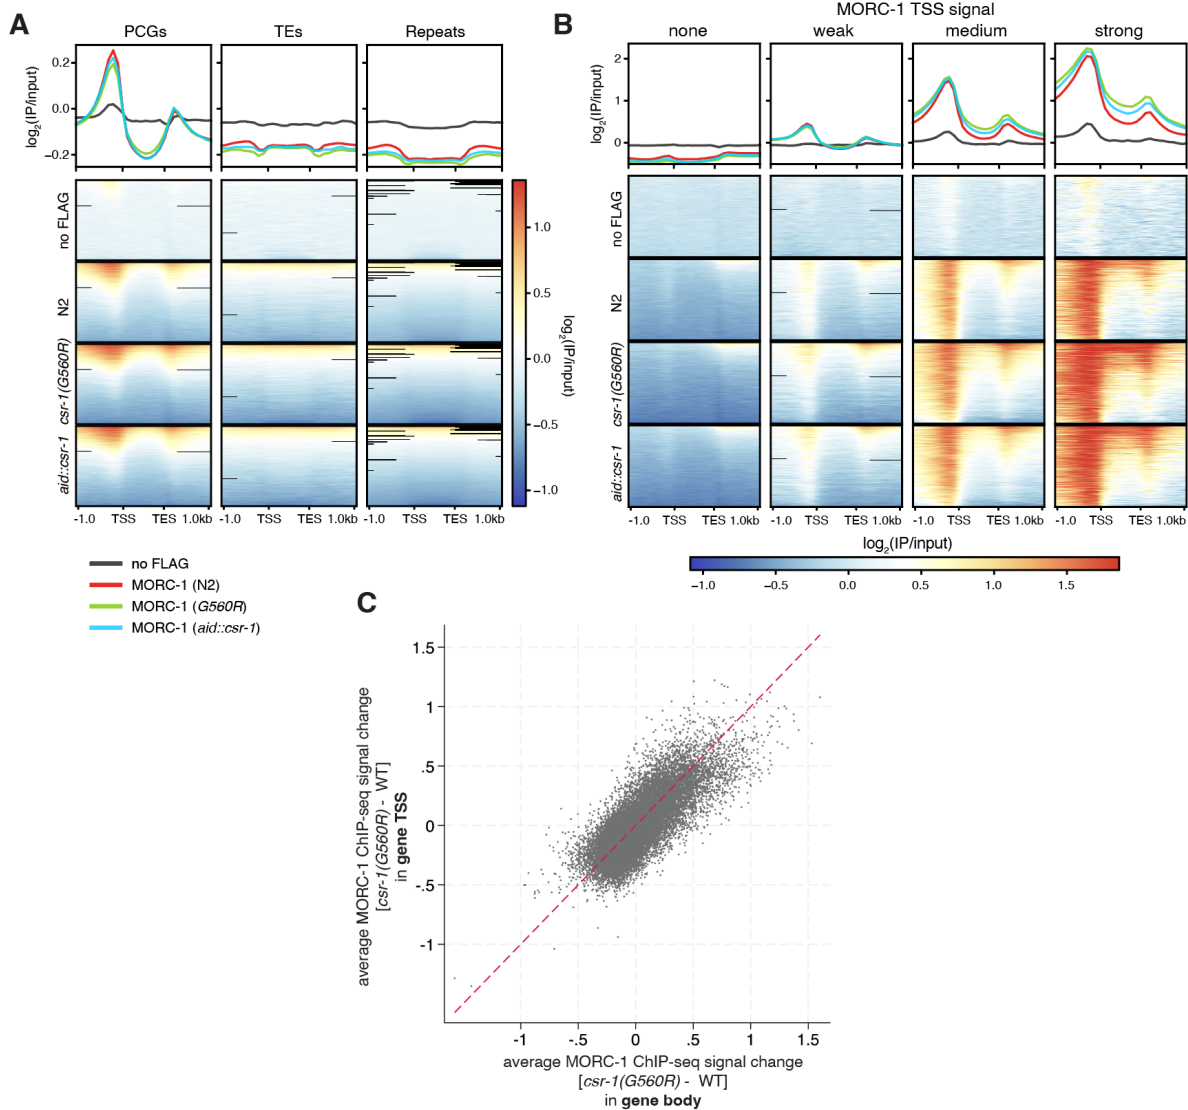 A
PCGs
TEs
Repeats
log2(IP/input)
0.2
0.0
−0.2
no FLAG
N2
csr-1(G560R)
aid::csr-1
-1.0 TSS TES 1.0kb
-1.0 TSS TES 1.0kb
-1.0 TSS TES 1.0kb
1.0
0.5
0.0
−0.5
−1.0
log2(IP/input)
no FLAG
MORC-1 (N2)
MORC-1 (G560R)
MORC-1 (aid::csr-1)
B
MORC-1 TSS signal
none
weak
medium
strong
log2(IP/input)
2
1
0
no FLAG
N2
csr-1(G560R)
aid::csr-1
-1.0 TSS TES 1.0kb
-1.0 TSS TES 1.0kb
-1.0 TSS TES 1.0kb
-1.0 TSS TES 1.0kb
log2(IP/input)
−1.0 −0.5 0.0 0.5 1.0 1.5
C
average MORC-1 ChIP-seq signal change
[csr-1(G560R) - WT]
in gene TSS
1.5
1
.5
0
-.5
-1
-1 -.5 0 .5 1 1.5
average MORC-1 ChIP-seq signal change
[csr-1(G560R) - WT]
in gene body